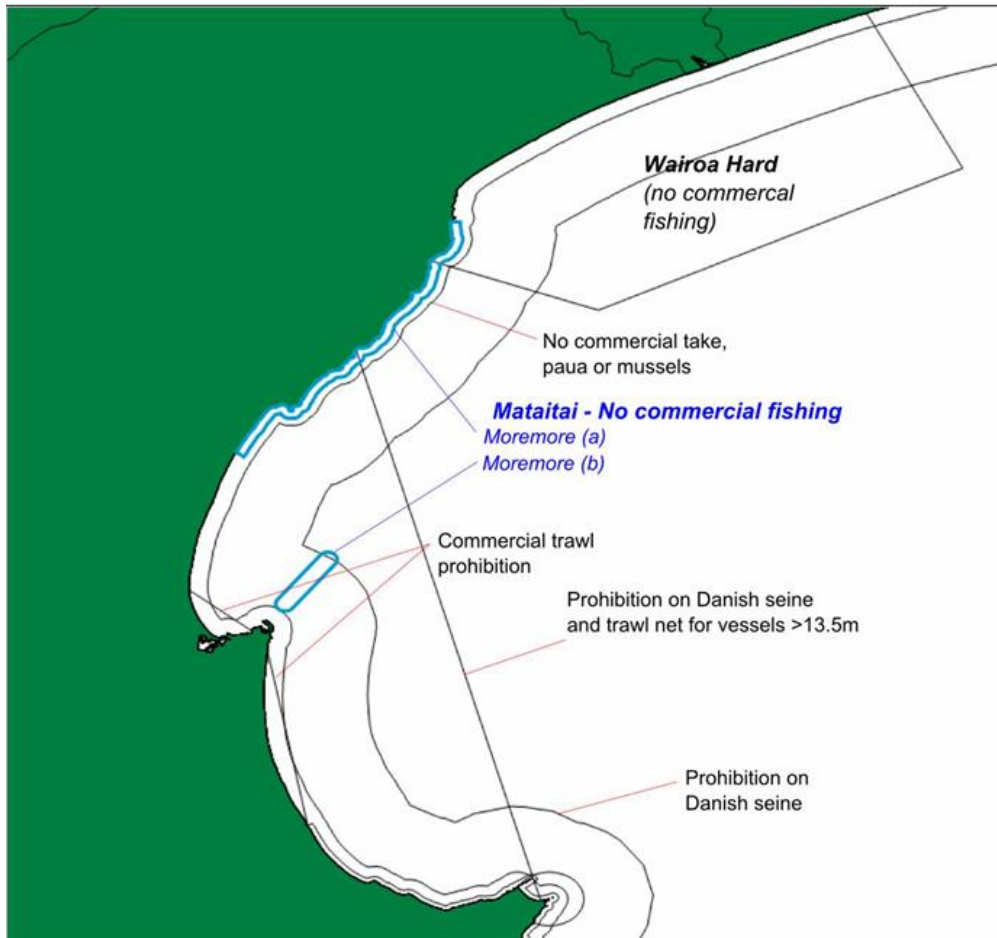 Wairoa Hard
(no commercal
fishing)
No commercial take,
paua or mussels
Mataitai - No commercial fishing
Moremore (a)
Moremore (b)
Commercial trawl
prohibition
Prohibition on Danish seine
and trawl net for vessels >13.5m
Prohibition on
Danish seine